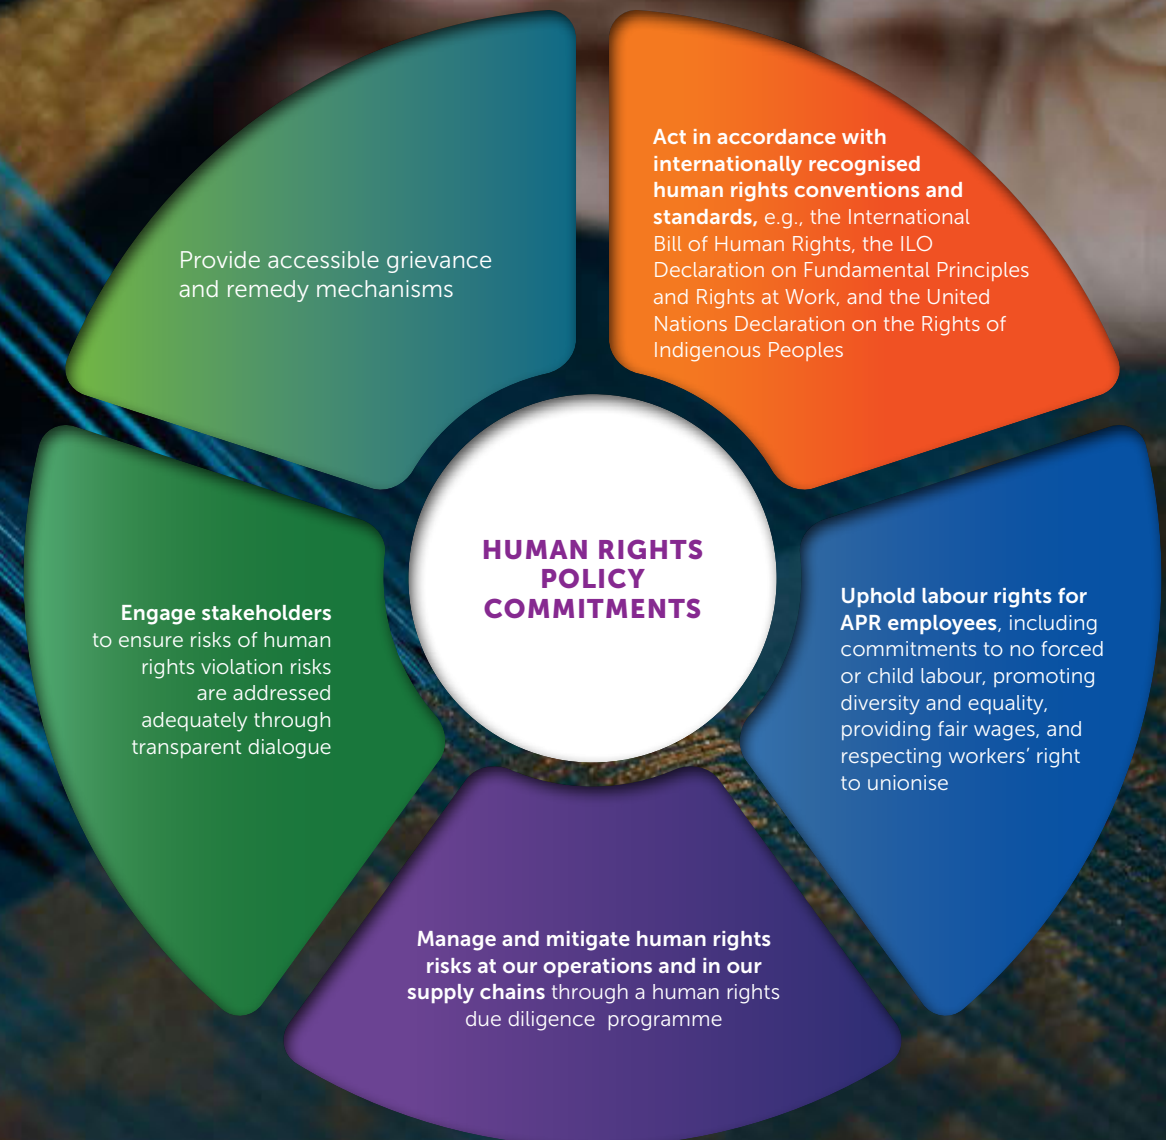 Act in accordance with
internationally recognised
human rights conventions and
standards, e.g., the International
Bill of Human Rights, the ILO
Declaration on Fundamental Principles
and Rights at Work, and the United
Nations Declaration on the Rights of
Indigenous Peoples
Provide accessible grievance
and remedy mechanisms
HUMAN RIGHTS
POLICY
COMMITMENTS
Uphold labour rights for
APR employees, including
commitments to no forced
or child labour, promoting
diversity and equality,
providing fair wages, and
respecting workers’ right
to unionise
Engage stakeholders
to ensure risks of human
rights violation risks
are addressed
adequately through
transparent dialogue
Manage and mitigate human rights
risks at our operations and in our
supply chains through a human rights
due diligence programme